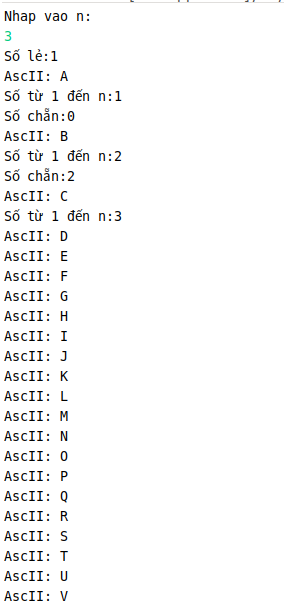 Nhap vao n:
3
Số lẻ:1
AscII: A
Số từ 1 đến n:1
Số chẵn:0
AscII: B
Số từ 1 đến n:2
Số chẵn:2
AscII: C
Số từ 1 đến n:3
AscII: D
AscII: E
AscII: F
AscII: G
AscII: H
AscII: I
AscII: J
AscII: K
AscII: L
AscII: M
AscII: N
AscII: O
AscII: P
AscII: Q
AscII: R
AscII: S
AscII: T
AscII: U
AscII: V